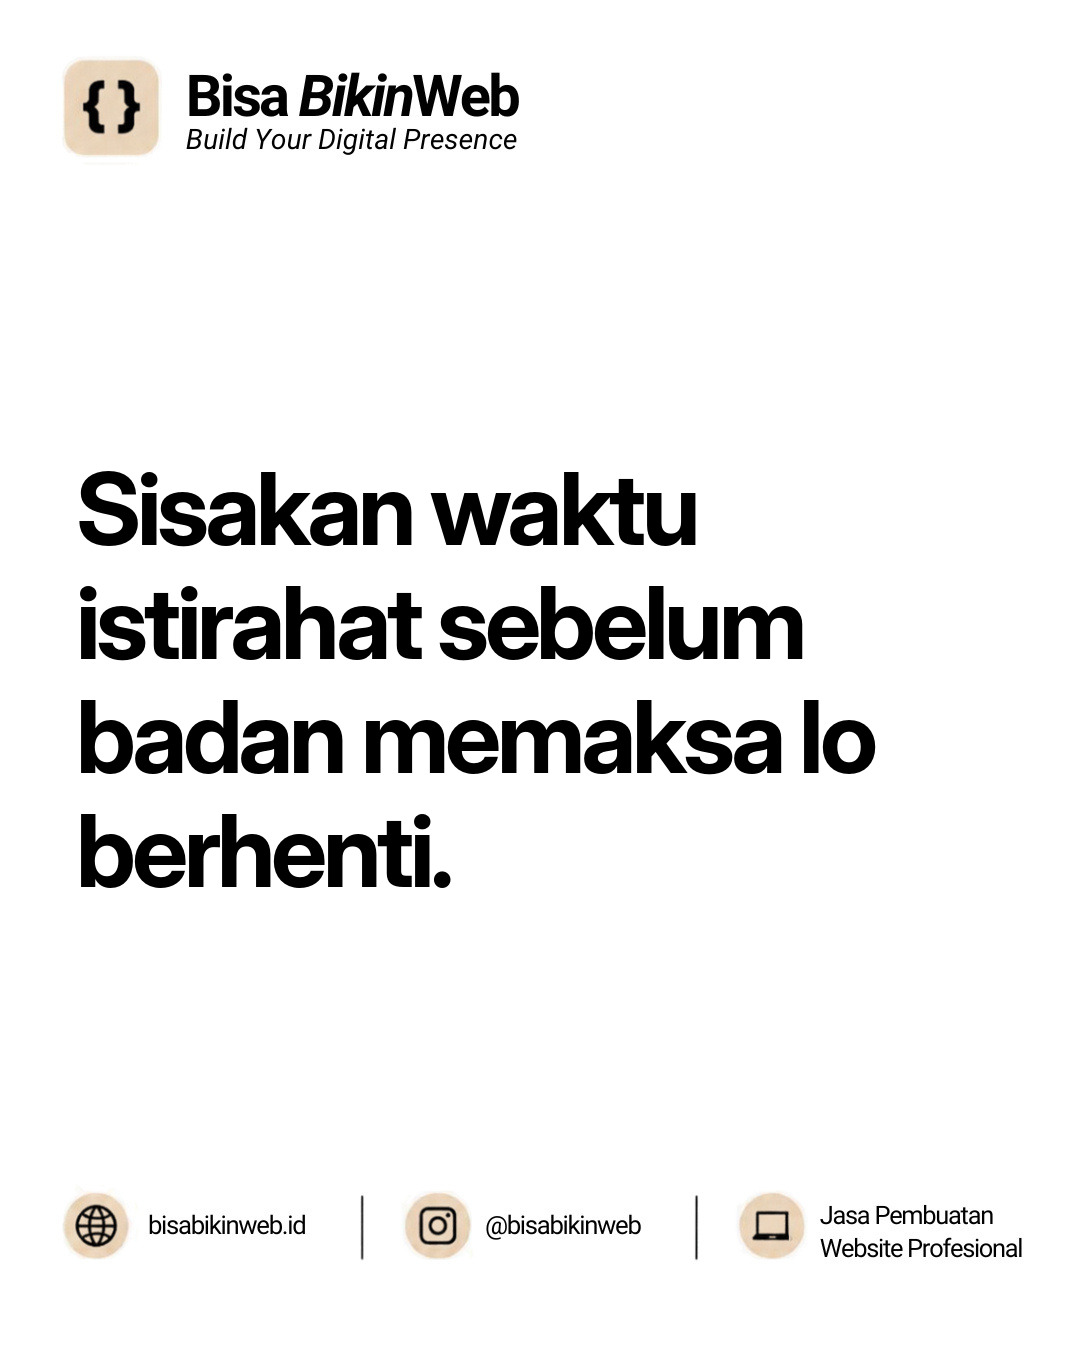 { }
Bisa BikinWeb
Build Your Digital Presence
Sisakan waktu
istirahat sebelum
badan memaksa lo
berhenti.
bisabikinweb.id
@bisabikinweb
Jasa Pembuatan
Website Profesional